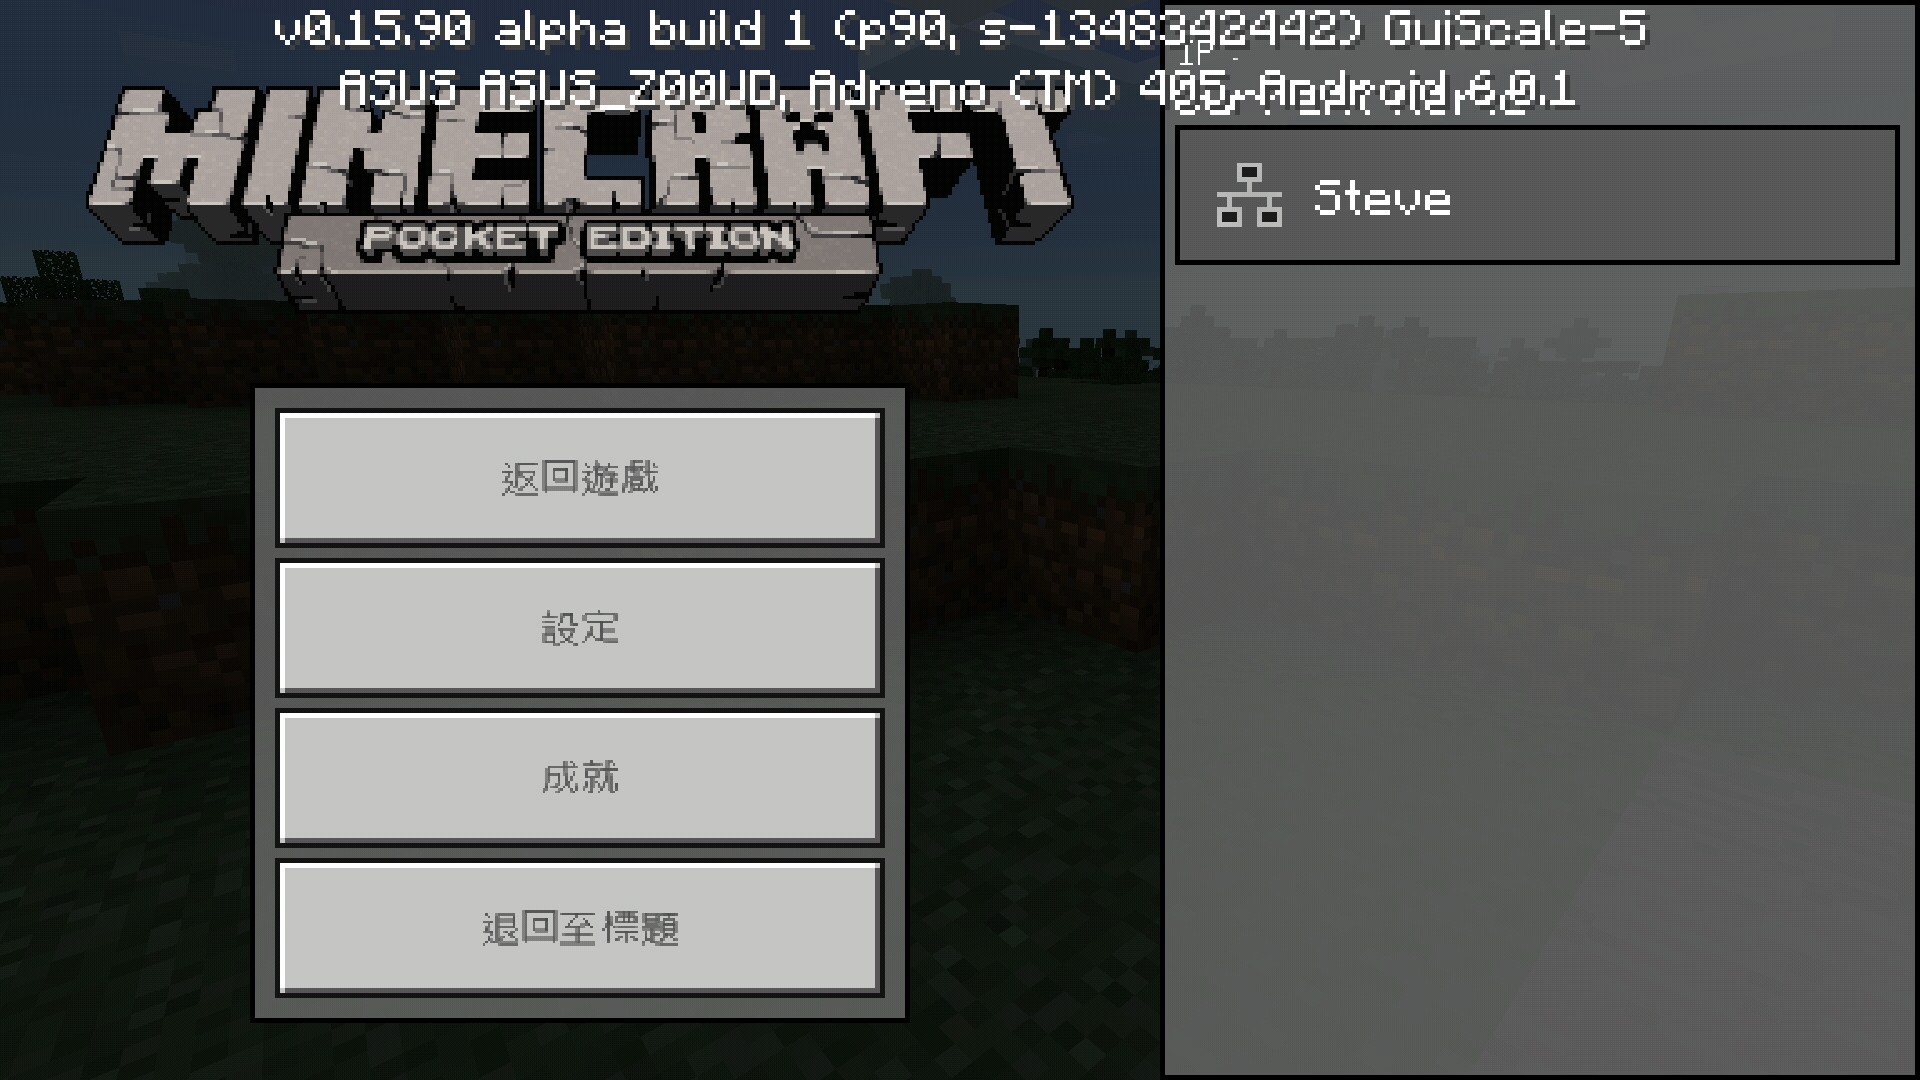 v0.15.90 alpha build 1 (p90, s-1348342442) GuiScale-5
ASUS ASUS_Z00UD, Adreno (TM) 405, Android 6.0.1
MINECRAFT
POCKET EDITION
Steve
返回遊戲
設定
成就
退回至標題